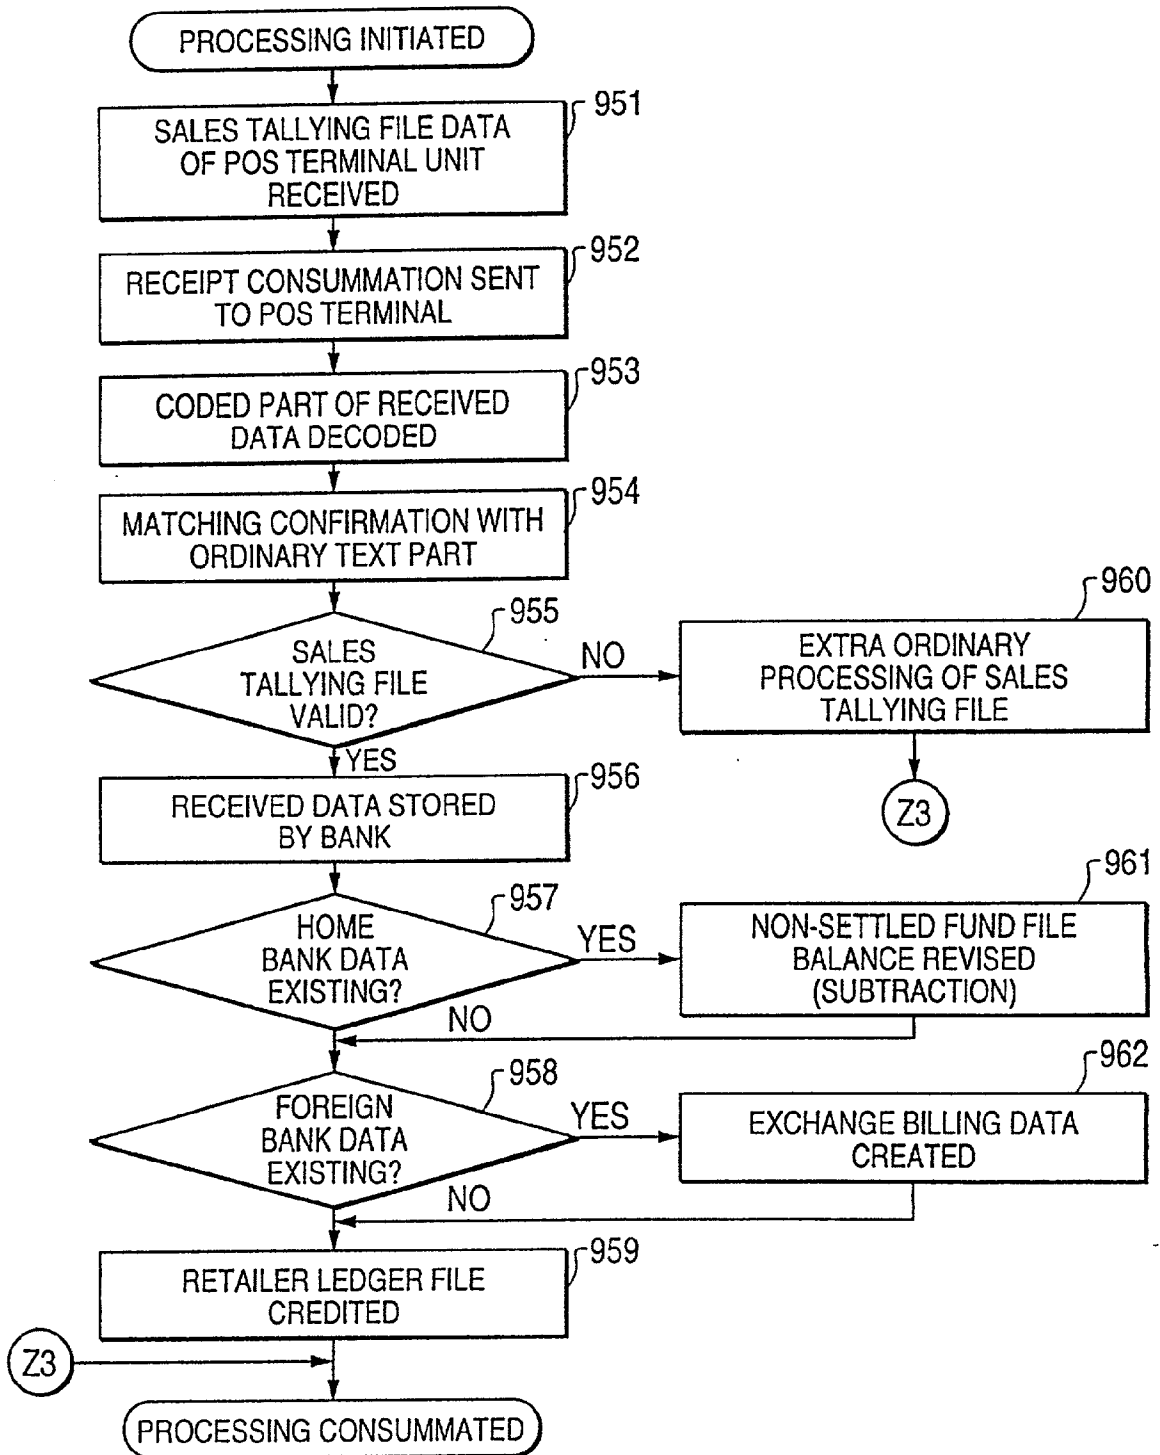 PROCESSING INITIATED
951
SALES TALLYING FILE DATA
OF POS TERMINAL UNIT
RECEIVED
952
RECEIPT CONSUMMATION SENT
TO POS TERMINAL
953
CODED PART OF RECEIVED
DATA DECODED
954
MATCHING CONFIRMATION WITH
ORDINARY TEXT PART
955
SALES
TALLYING FILE
VALID?
NO
960
EXTRA ORDINARY
PROCESSING OF SALES
TALLYING FILE
Z3
YES
956
RECEIVED DATA STORED
BY BANK
957
HOME
BANK DATA
EXISTING?
YES
961
NON-SETTLED FUND FILE
BALANCE REVISED
(SUBTRACTION)
NO
958
FOREIGN
BANK DATA
EXISTING?
YES
962
EXCHANGE BILLING DATA
CREATED
NO
959
RETAILER LEDGER FILE
CREDITED
Z3
PROCESSING CONSUMMATED